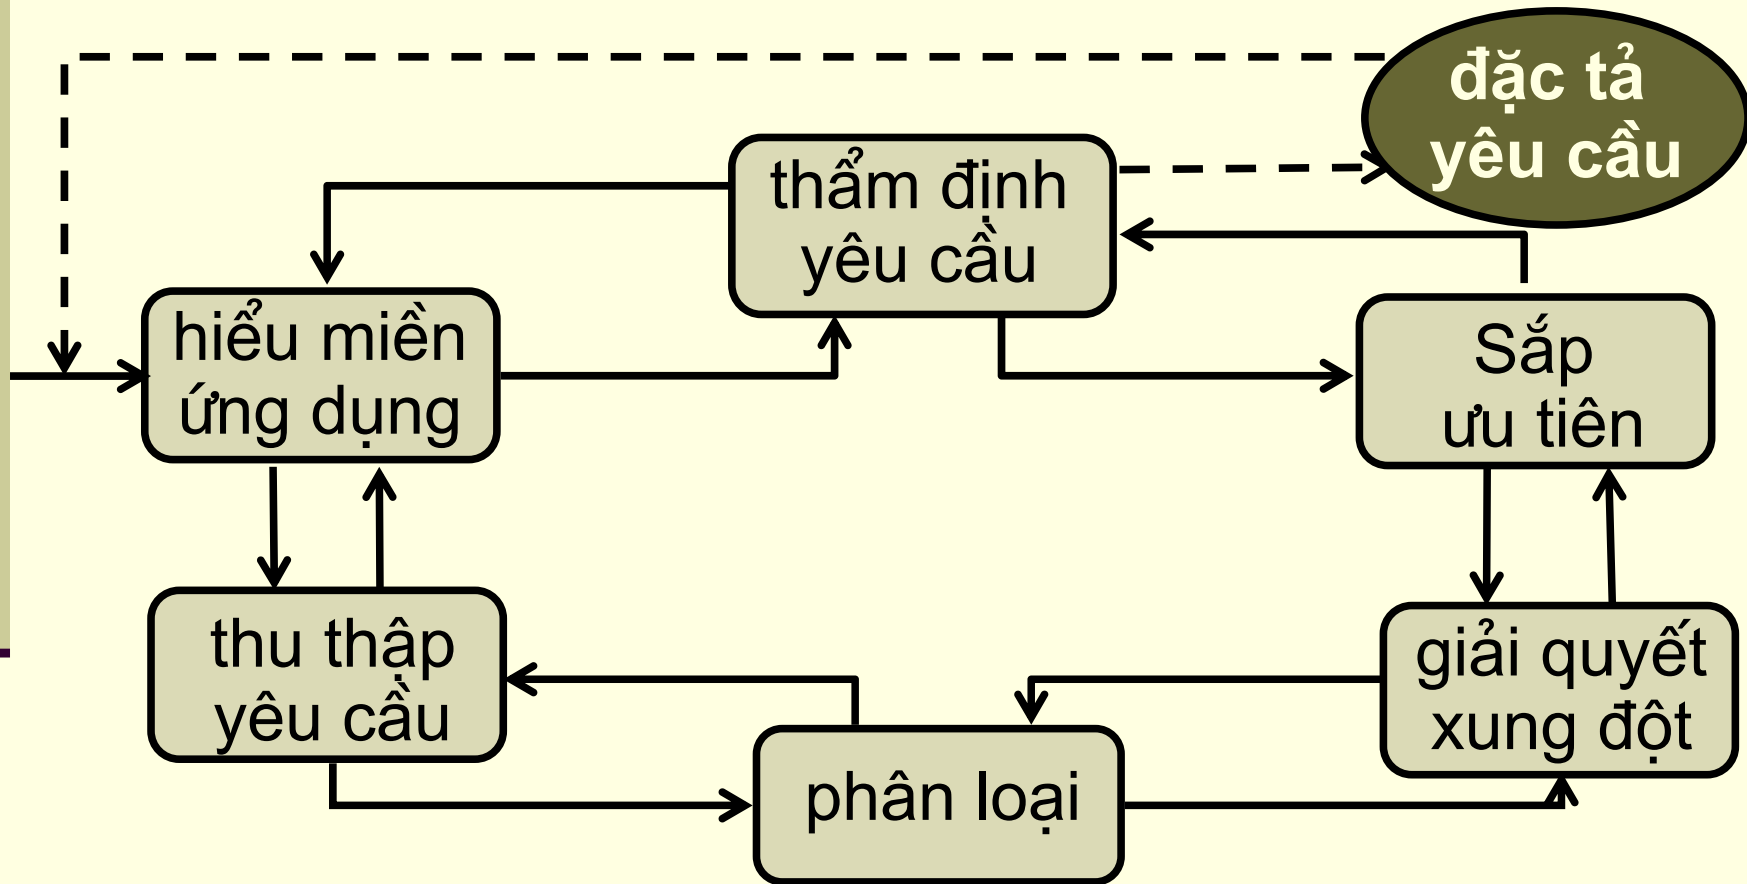 đặc tả
yêu cầu
thẩm định
yêu cầu
hiểu miền
ứng dụng
Sắp
ưu tiên
thu thập
yêu cầu
giải quyết
xung đột
phân loại